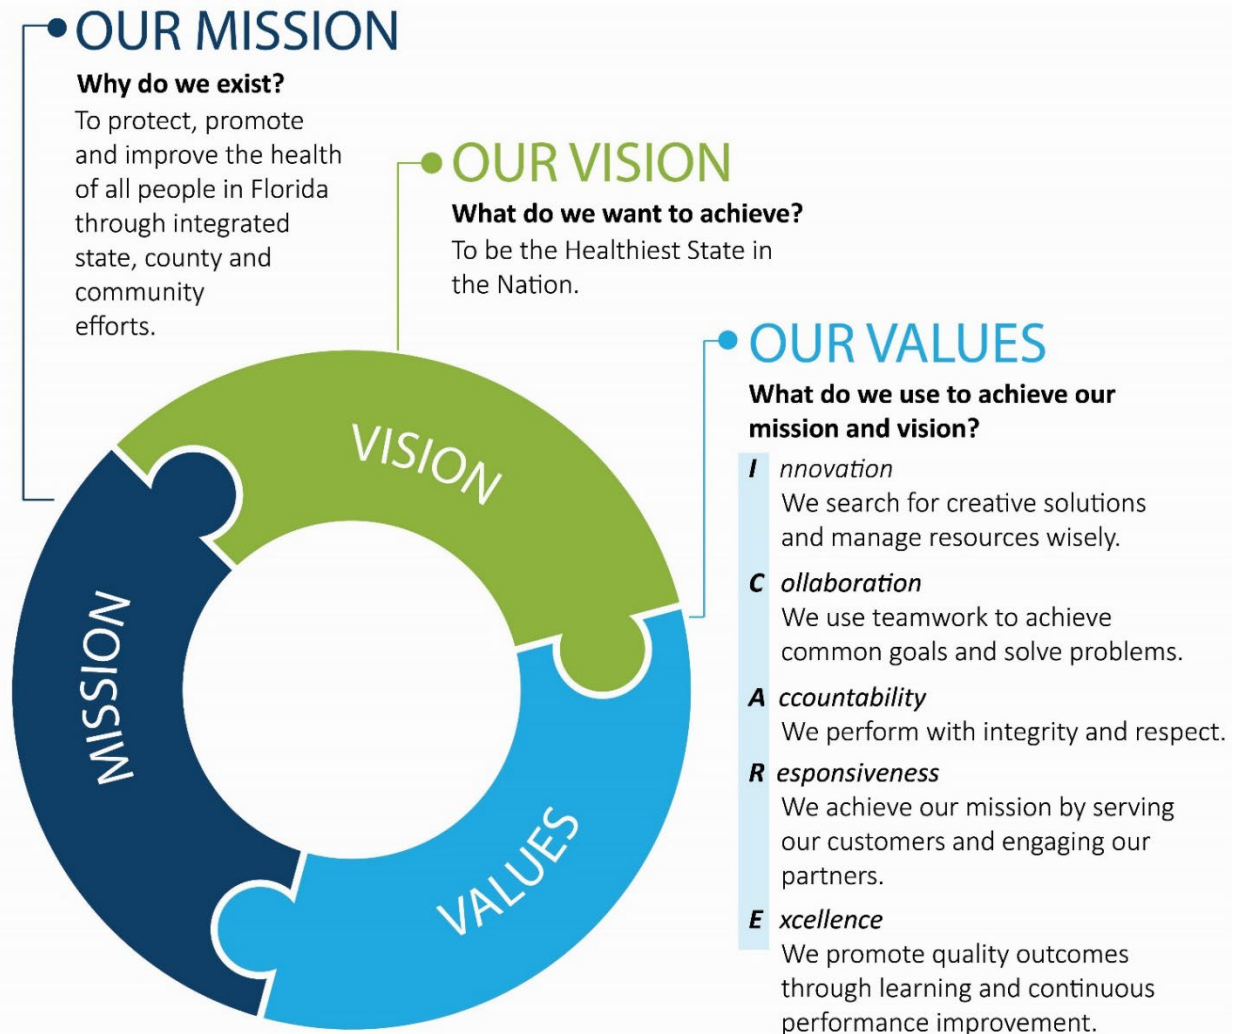 OUR MISSION
Why do we exist?
To protect, promote
and improve the health
of all people in Florida
through integrated
state, county and
community
efforts.
OUR VISION
What do we want to achieve?
To be the Healthiest State in
the Nation.
OUR VALUES
What do we use to achieve our
mission and vision?
I nnovation
We search for creative solutions
and manage resources wisely.
C ollaboration
We use teamwork to achieve
common goals and solve problems.
A ccountability
We perform with integrity and respect.
R esponsiveness
We achieve our mission by serving
our customers and engaging our
partners.
E xcellence
We promote quality outcomes
through learning and continuous
performance improvement.
VISION
MISSION
VALUES